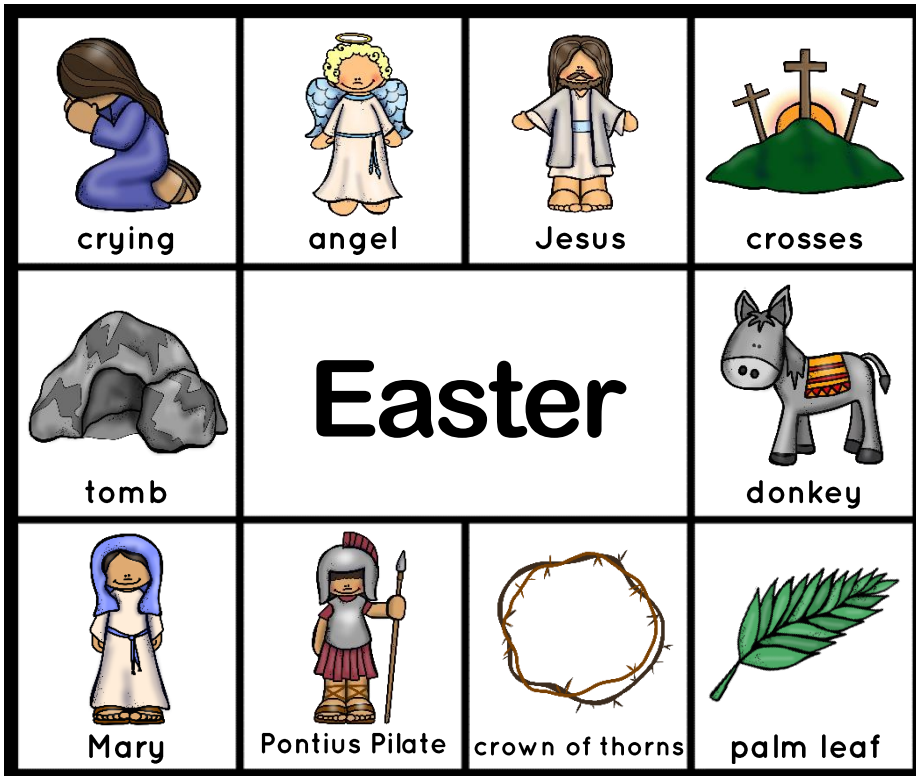 crying
angel
Jesus
crosses
tomb
Easter
donkey
Mary
Pontius Pilate
crown of thorns
palm leaf